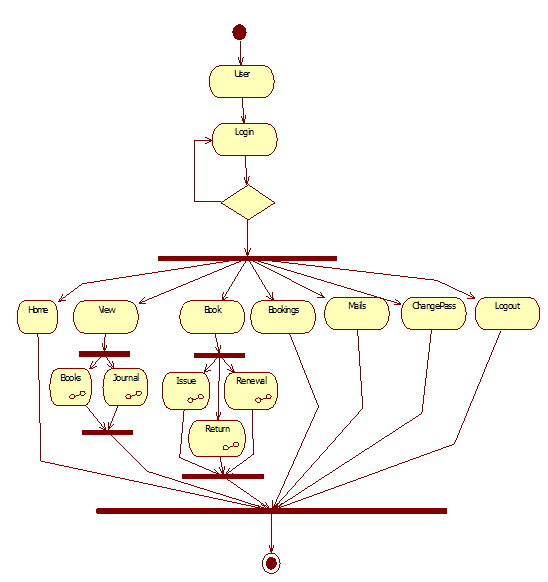 User
Login
Home
View
Book
Bookings
Mails
ChangePass
Logout
Books
Journal
Issue
Renewal
Return